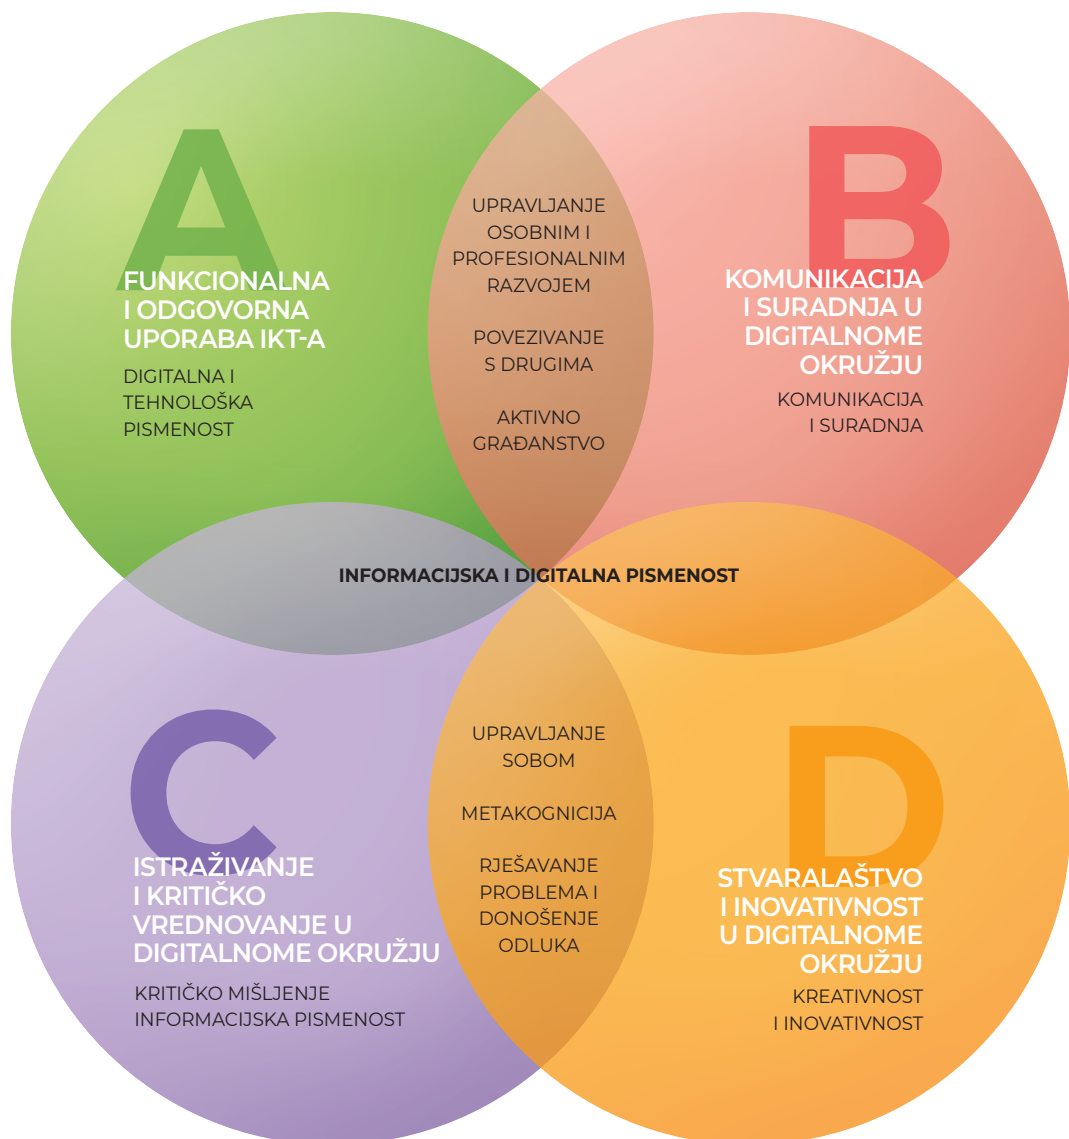 A
FUNKCIONALNA
I ODGOVORNA
UPORABA IKT-A
DIGITALNA I
TEHNOLOŠKA
PISMENOST
UPRAVLJANJE
OSOBNIM I
PROFESIONALNIM
RAZVOJEM
POVEZIVANJE
S DRUGIMA
AKTIVNO
GRAĐANSTVO
B
KOMUNIKACIJA
I SURADNJA U
DIGITALNOME
OKRUŽJU
KOMUNIKACIJA
I SURADNJA
INFORMACIJSKA I DIGITALNA PISMENOST
C
ISTRAŽIVANJE
I KRITIČKO
VREDNOVANJE U
DIGITALNOME OKRUŽJU
KRITIČKO MIŠLJENJE
INFORMACIJSKA PISMENOST
UPRAVLJANJE
SOBOM
METAKOGNICIJA
RJEŠAVANJE
PROBLEMA I
DONOŠENJE
ODLUKA
D
STVARALAŠTVO
I INOVATIVNOST
U DIGITALNOME
OKRUŽJU
KREATIVNOST
I INOVATIVNOST